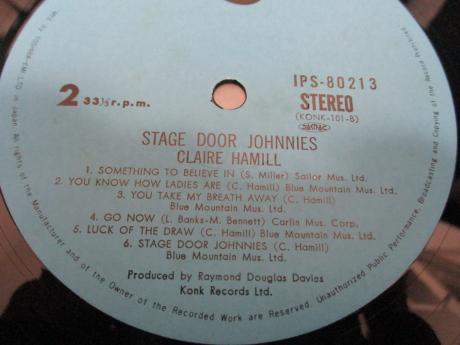 IPS-80213
2 33⅓ r.p.m.
STEREO
(KONK-101-B)
STAGE DOOR JOHNNIES
CLAIRE HAMILL
1. SOMETHING TO BELIEVE IN (S. Miller) Sailor Mus. Ltd.
2. YOU KNOW HOW LADIES ARE (C. Hamill) Blue Mountain Mus. Ltd.
3. YOU TAKE MY BREATH AWAY (C. Hamill)
Blue Mountain Mus. Ltd.
4. GO NOW (L. Banks-M. Bennett) Carlin Mus. Corp.
5. LUCK OF THE DRAW (C. Hamill) Blue Mountain Mus. Ltd.
6. STAGE DOOR JOHNNIES (C. Hamill)
Blue Mountain Mus. Ltd.
Produced by Raymond Douglas Davies
Konk Records Ltd.
EMI LTD in Japan. All rights of the Manufacturer and of the Owner of the Recorded Work are Reserved. Unauthorized Public Performance, Broadcasting and Copying of the Record Prohibited